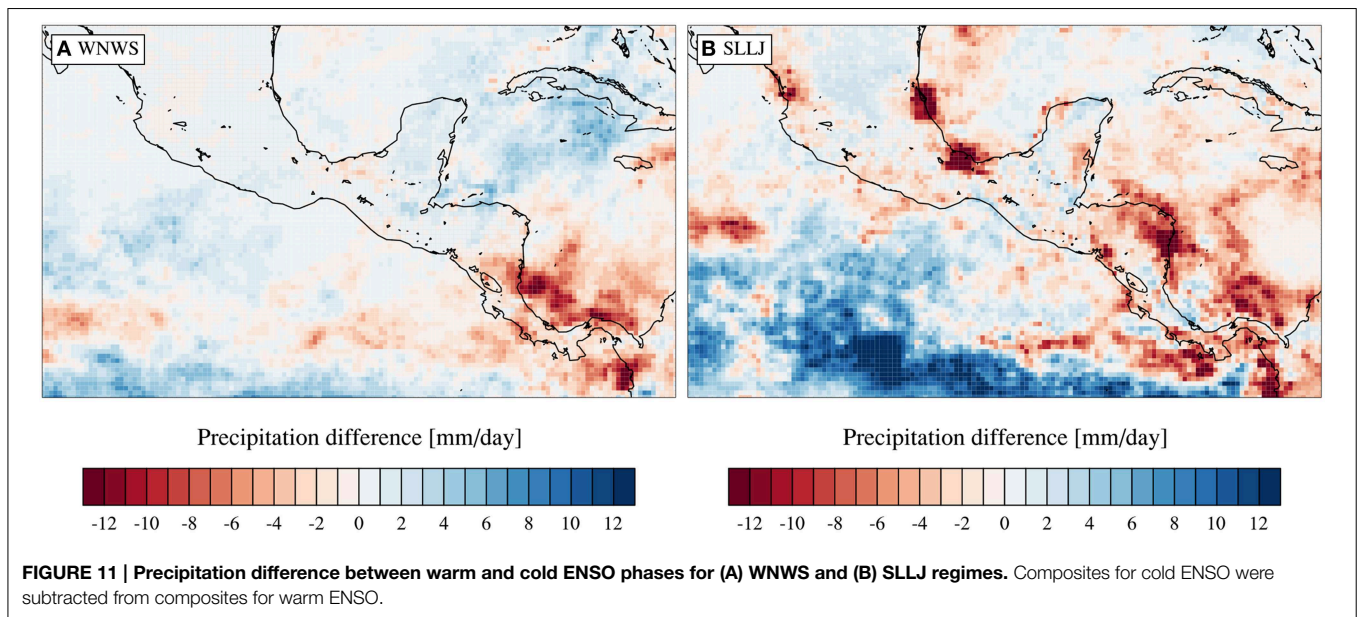 A WNWS
B SLLJ
Precipitation difference [mm/day]
-12 -10 -8 -6 -4 -2 0 2 4 6 8 10 12
Precipitation difference [mm/day]
-12 -10 -8 -6 -4 -2 0 2 4 6 8 10 12
FIGURE 11 | Precipitation difference between warm and cold ENSO phases for (A) WNWS and (B) SLLJ regimes. Composites for cold ENSO were
subtracted from composites for warm ENSO.